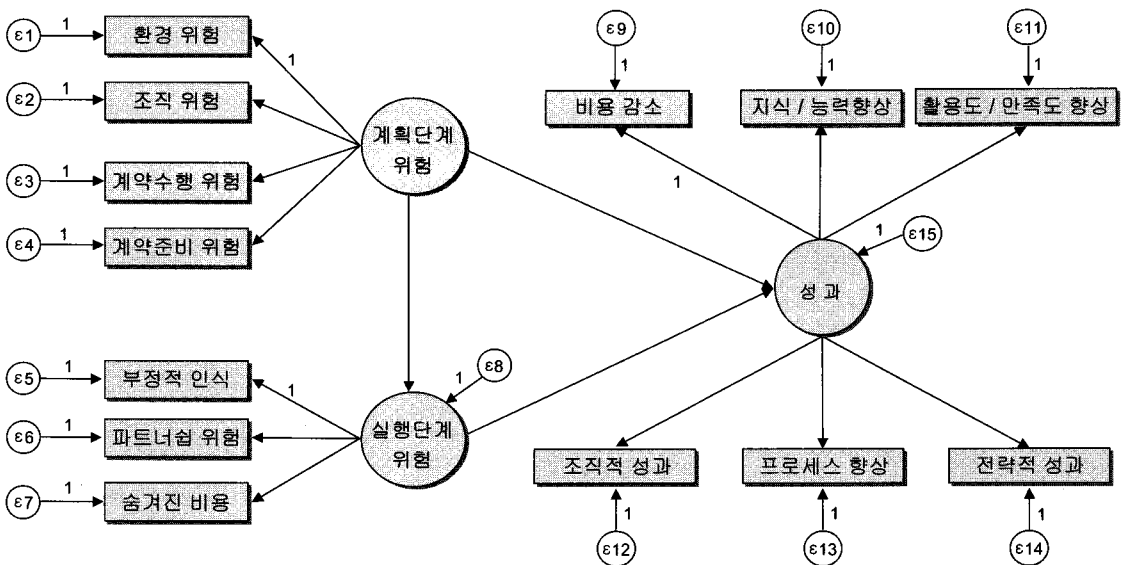 ε1 1 환경 위험
ε2 1 조직 위험
ε3 1 계약수행 위험
ε4 1 계약준비 위험
1
계획단계
위험
ε5 1 부정적 인식
ε6 1 파트너쉽 위험
ε7 1 숨겨진 비용
1
실행단계
위험
1 ε8
ε9 ε10 ε11
1 1 1
비용 감소 지식 / 능력향상 활용도 / 만족도 향상
1
1 ε15
성 과
조직적 성과 프로세스 향상 전략적 성과
1 1 1
ε12 ε13 ε14